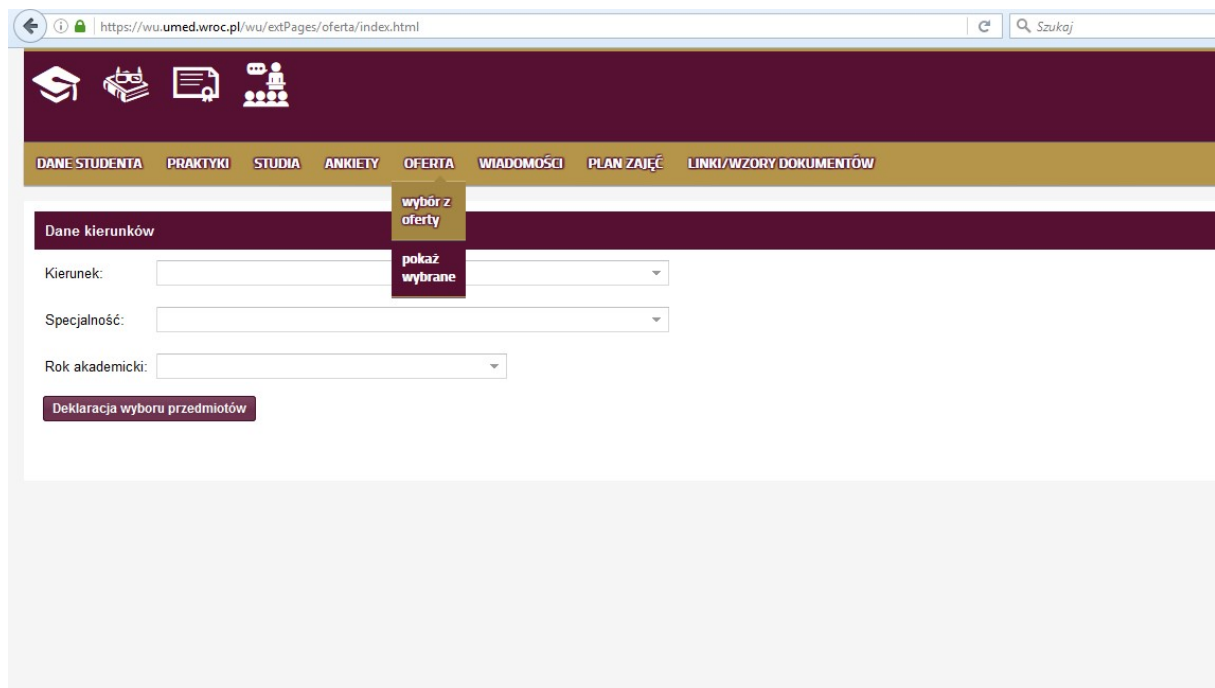 https://wu.umed.wroc.pl/wu/extPages/oferta/index.html
Szukaj
DANE STUDENTA PRAKTYKI STUDIA ANKIETY OFERTA WIADOMOŚCI PLAN ZAJĘĆ LINKI/WZORY DOKUMENTÓW
wybór z
oferty
pokaż
wybrane
Dane kierunków
Kierunek:
Specjalność:
Rok akademicki:
Deklaracja wyboru przedmiotów